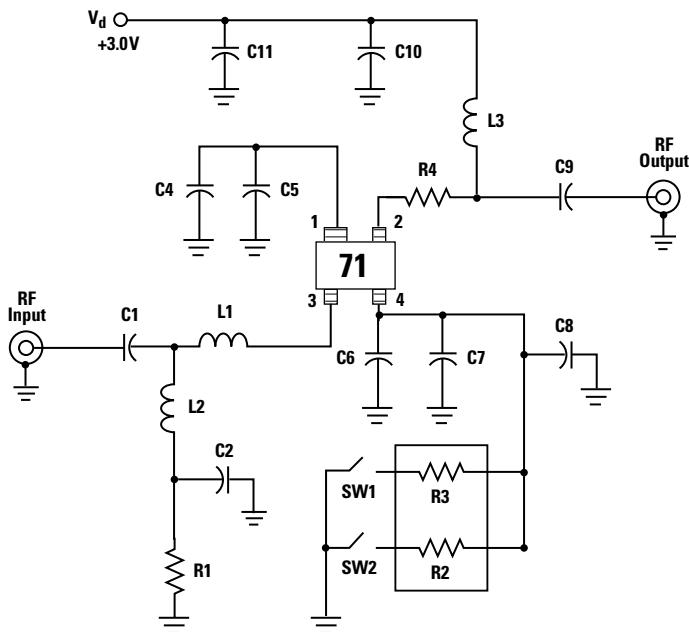 Vd
+3.0V
C11
C10
L3
RF
Output
C9
R4
C4
C5
1
2
71
3
4
RF
Input
C1
L1
C6
C7
C8
L2
C2
SW1
R3
R1
SW2
R2